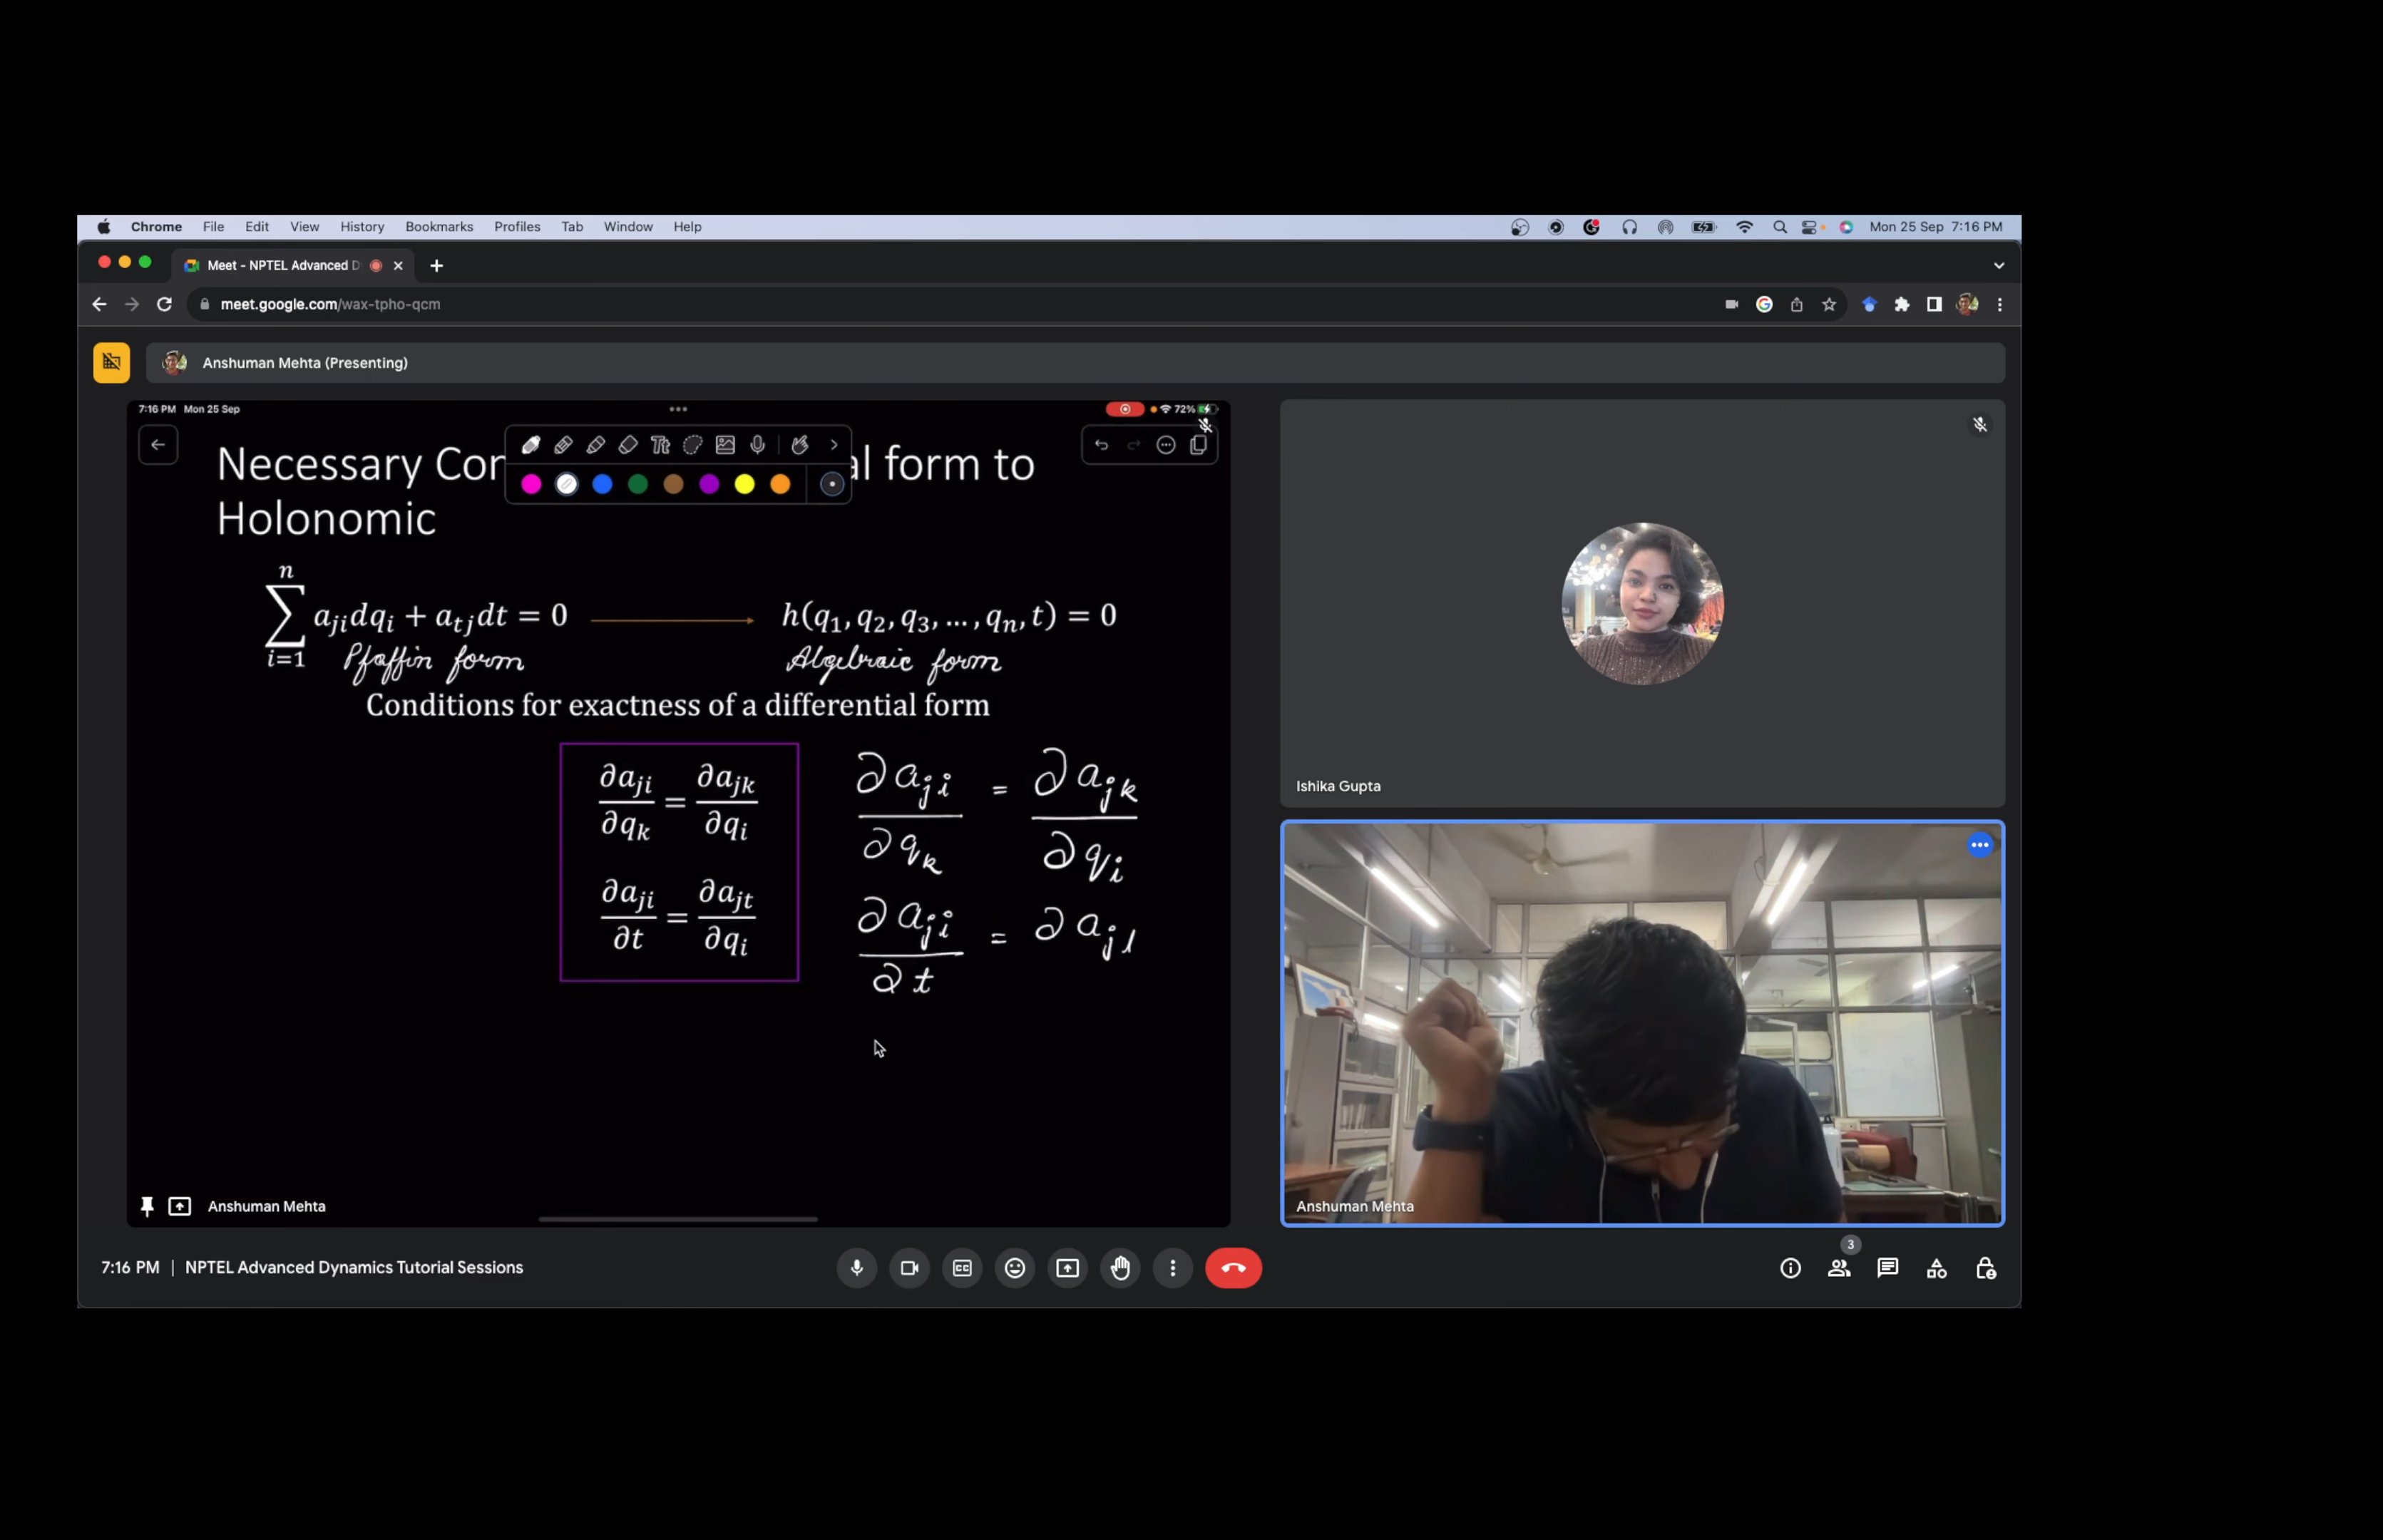 Chrome File Edit View History Bookmarks Profiles Tab Window Help Mon 25 Sep 7:16 PM
Meet - NPTEL Advanced D
meet.google.com/wax-tpho-qcm
Anshuman Mehta (Presenting)
7:16 PM Mon 25 Sep 72%
Necessary Con al form to
Holonomic
n
∑ a_{ji}dq_i + a_{tj}dt = 0 → h(q_1, q_2, q_3, ..., q_n, t) = 0
i=1
Pfaffin form Algebraic form
Conditions for exactness of a differential form
∂a_{ji}/∂q_k = ∂a_{jk}/∂q_i
∂a_{ji}/∂t = ∂a_{jt}/∂q_i
∂a_{ji}/∂q_k = ∂a_{jk}/∂q_i
∂a_{ji}/∂t = ∂a_{jl}
Anshuman Mehta
Ishika Gupta
Anshuman Mehta
7:16 PM | NPTEL Advanced Dynamics Tutorial Sessions
CC
3